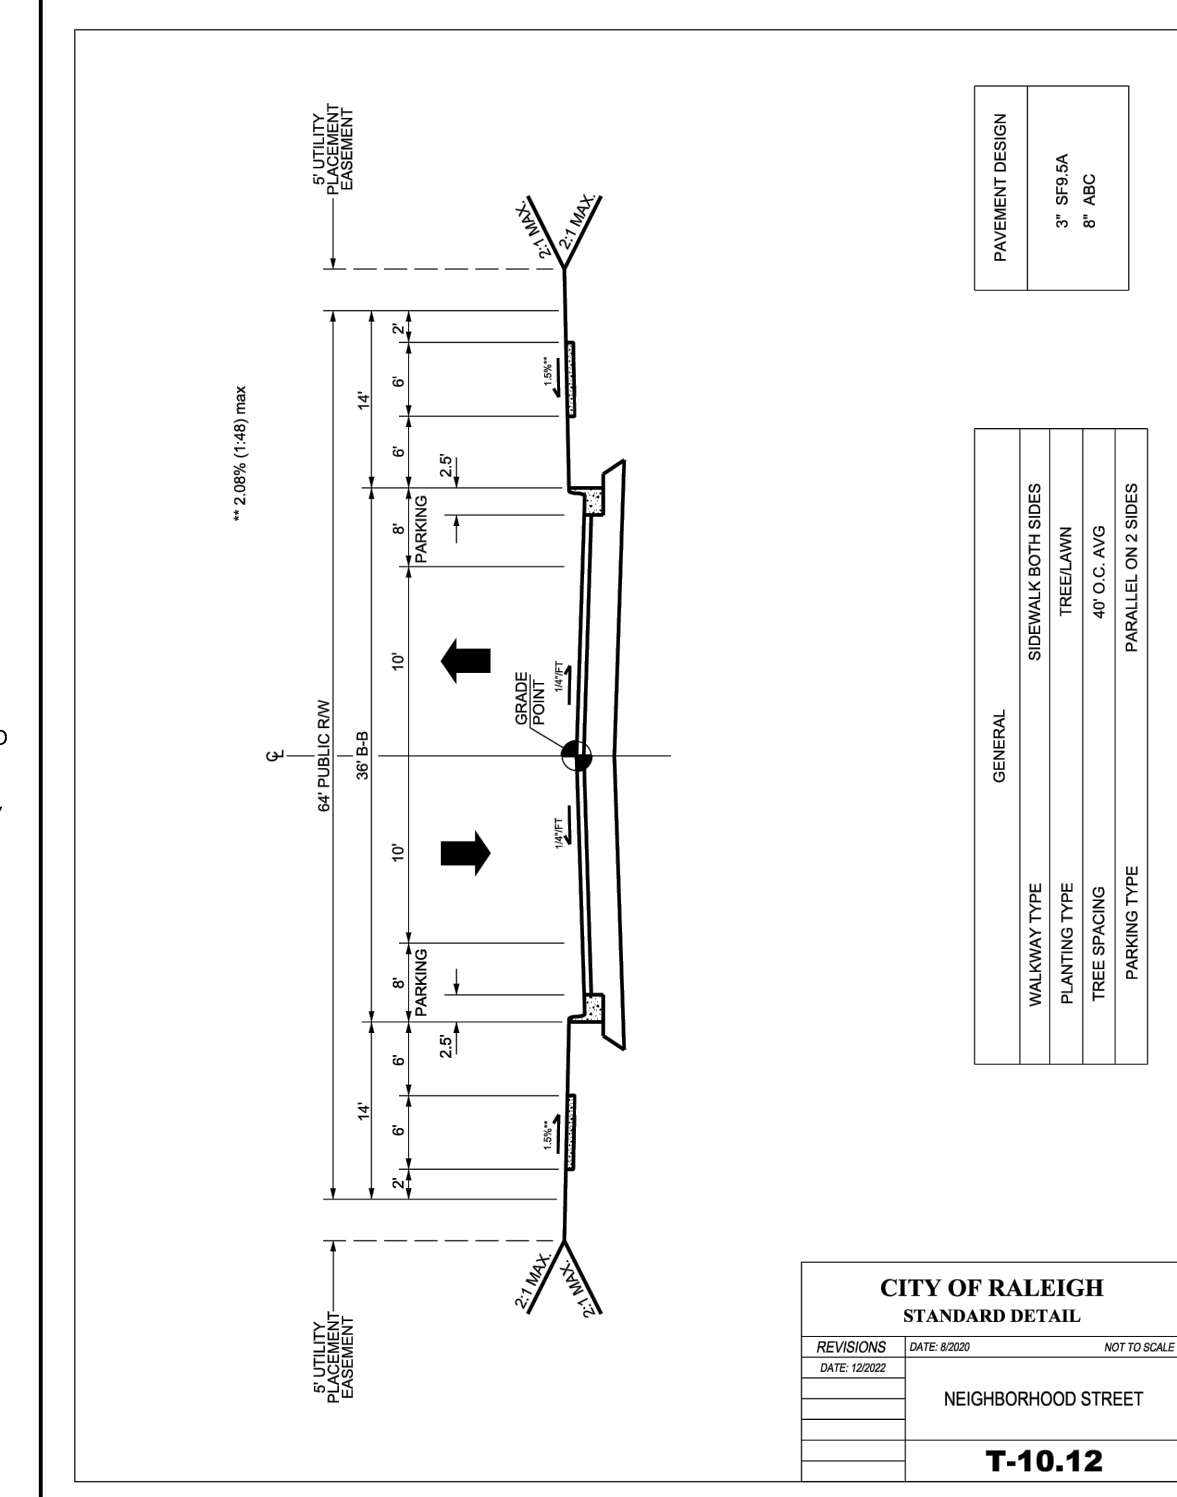 5' UTILITY
PLACEMENT
EASEMENT
5' UTILITY
PLACEMENT
EASEMENT
** 2.08% (1:48) max
℄
64' PUBLIC R/W
14'
36' B-B
14'
2'
6'
6'
8'
PARKING
10'
10'
8'
PARKING
6'
6'
2'
2.5'
2.5'
GRADE
POINT
1/4"/FT
1/4"/FT
1.5%**
1.5%**
2:1 MAX.
2:1 MAX.
2:1 MAX.
2:1 MAX.
PAVEMENT DESIGN
3" SF9.5A
8" ABC
GENERAL
WALKWAY TYPE SIDEWALK BOTH SIDES
PLANTING TYPE TREE/LAWN
TREE SPACING 40' O.C. AVG
PARKING TYPE PARALLEL ON 2 SIDES
CITY OF RALEIGH
STANDARD DETAIL
REVISIONS DATE: 8/2020 NOT TO SCALE
DATE: 12/2022
NEIGHBORHOOD STREET
T-10.12